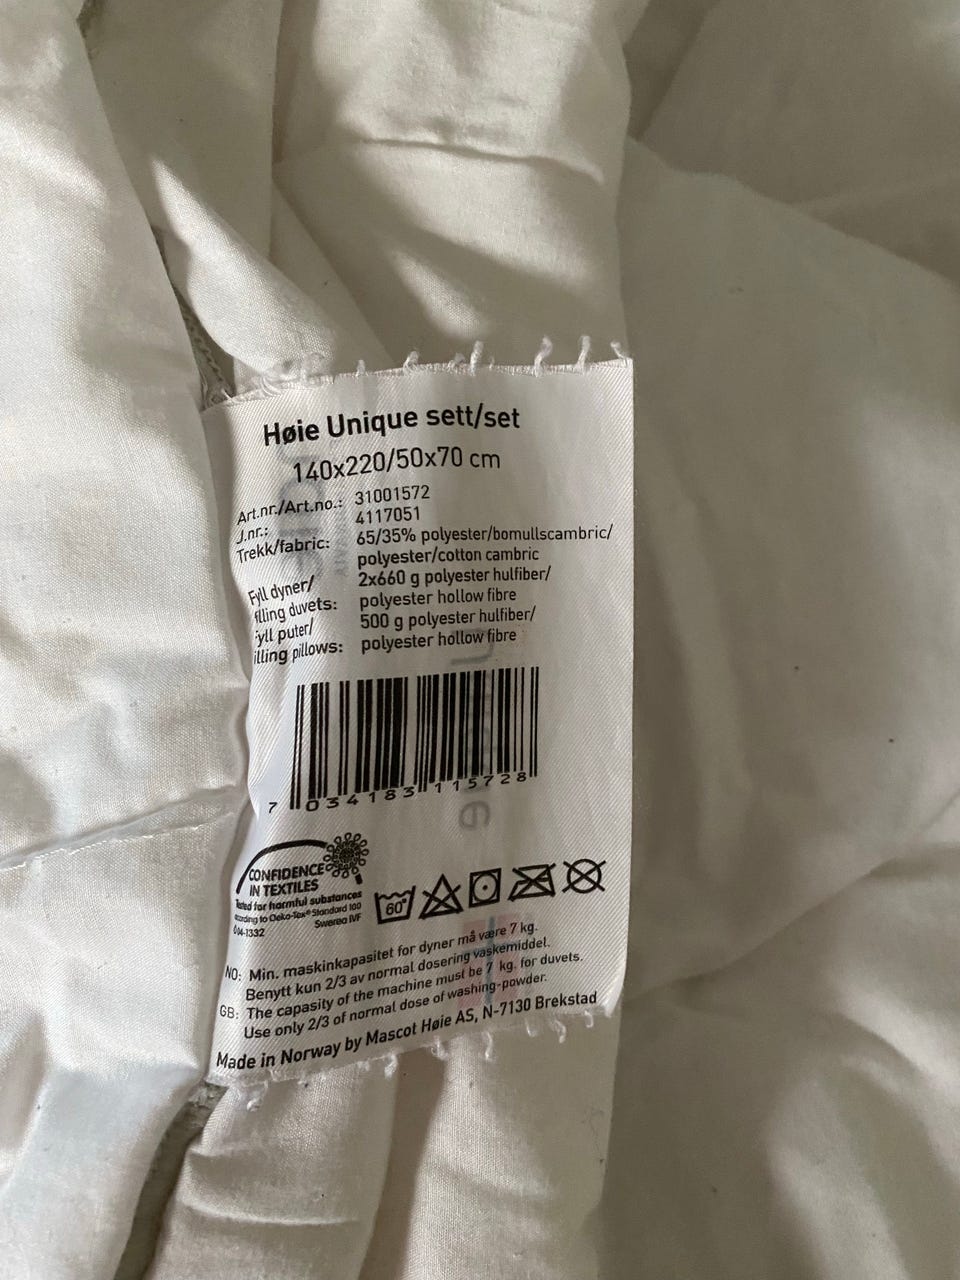 Høie Unique sett/set
140x220/50x70 cm
Art.nr./Art.no.: 31001572
J.nr.: 4117051
Trekk/fabric: 65/35% polyester/bomullscambric/
polyester/cotton cambric
Fyll dyner/ 2x660 g polyester hulfiber/
filling duvets: polyester hollow fibre
Fyll puter/ 500 g polyester hulfiber/
illing pillows: polyester hollow fibre
7 034183 115728
CONFIDENCE
IN TEXTILES
Tested for harmful substances
according to Oeko-Tex® Standard 100
04-1332 Swerea IVF
60°
NO: Min. maskinkapasitet for dyner må være 7 kg.
Benytt kun 2/3 av normal dosering vaskemiddel.
GB: The capasity of the machine must be 7 kg. for duvets.
Use only 2/3 of normal dose of washing-powder.
Made in Norway by Mascot Høie AS, N-7130 Brekstad